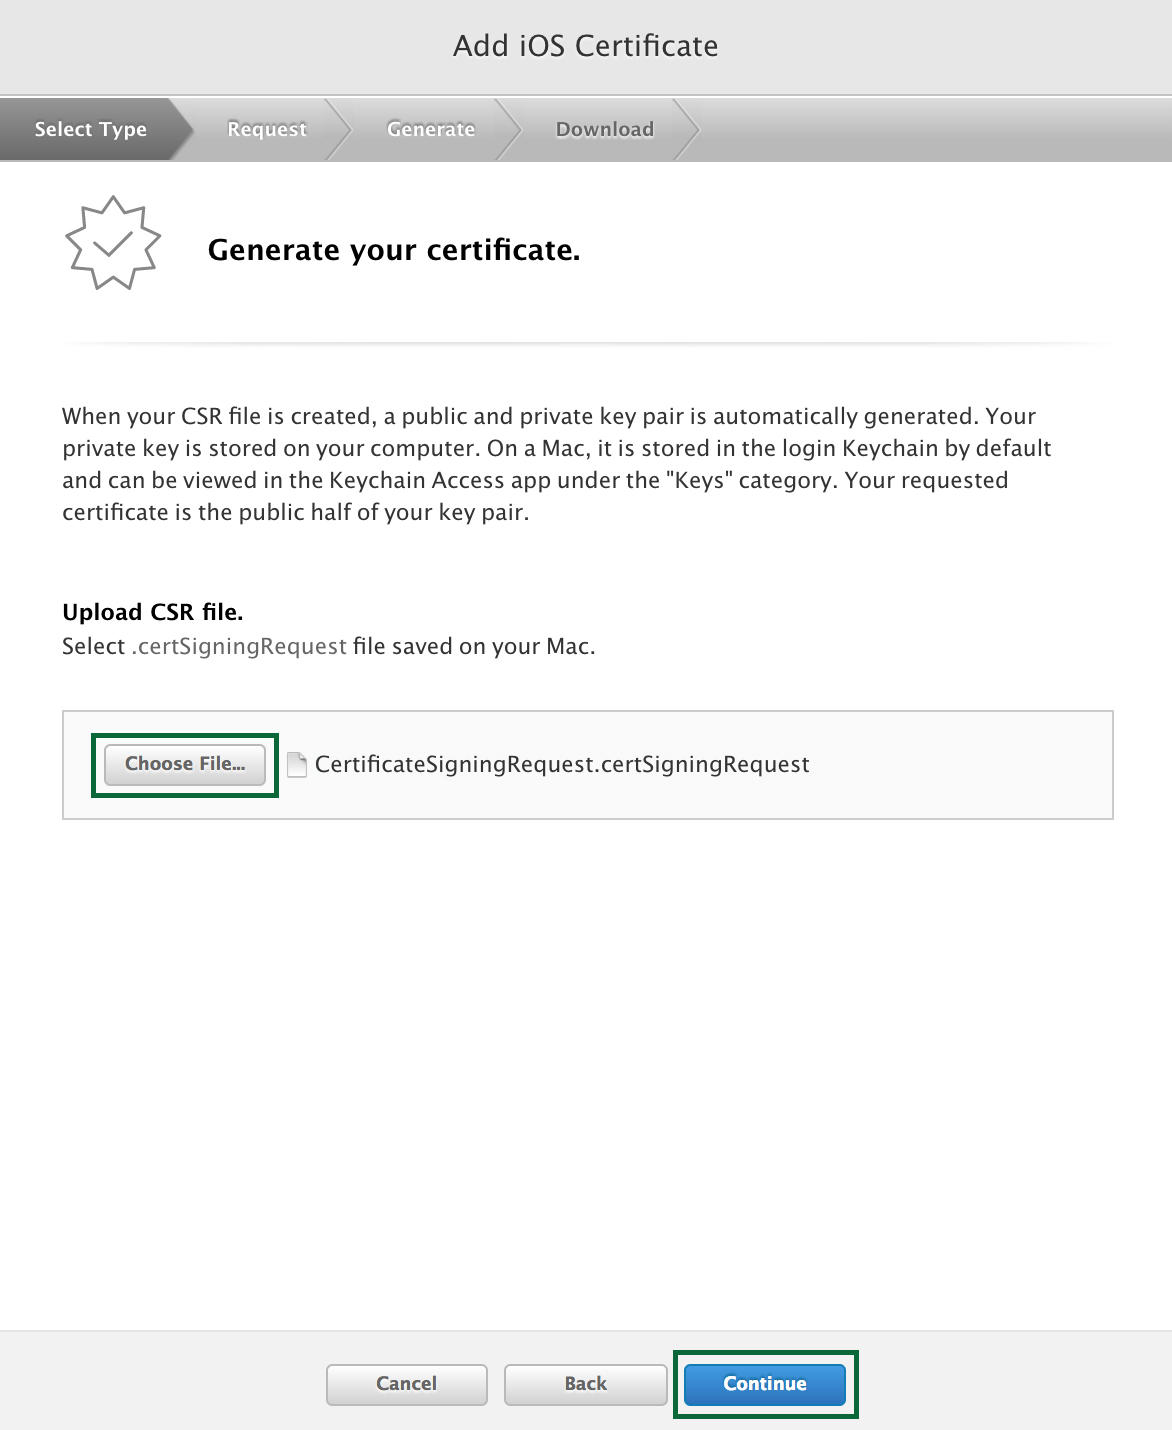 Add iOS Certificate
Select Type Request Generate Download
Generate your certificate.
When your CSR file is created, a public and private key pair is automatically generated. Your
private key is stored on your computer. On a Mac, it is stored in the login Keychain by default
and can be viewed in the Keychain Access app under the "Keys" category. Your requested
certificate is the public half of your key pair.
Upload CSR file.
Select .certSigningRequest file saved on your Mac.
Choose File... CertificateSigningRequest.certSigningRequest
Cancel Back Continue